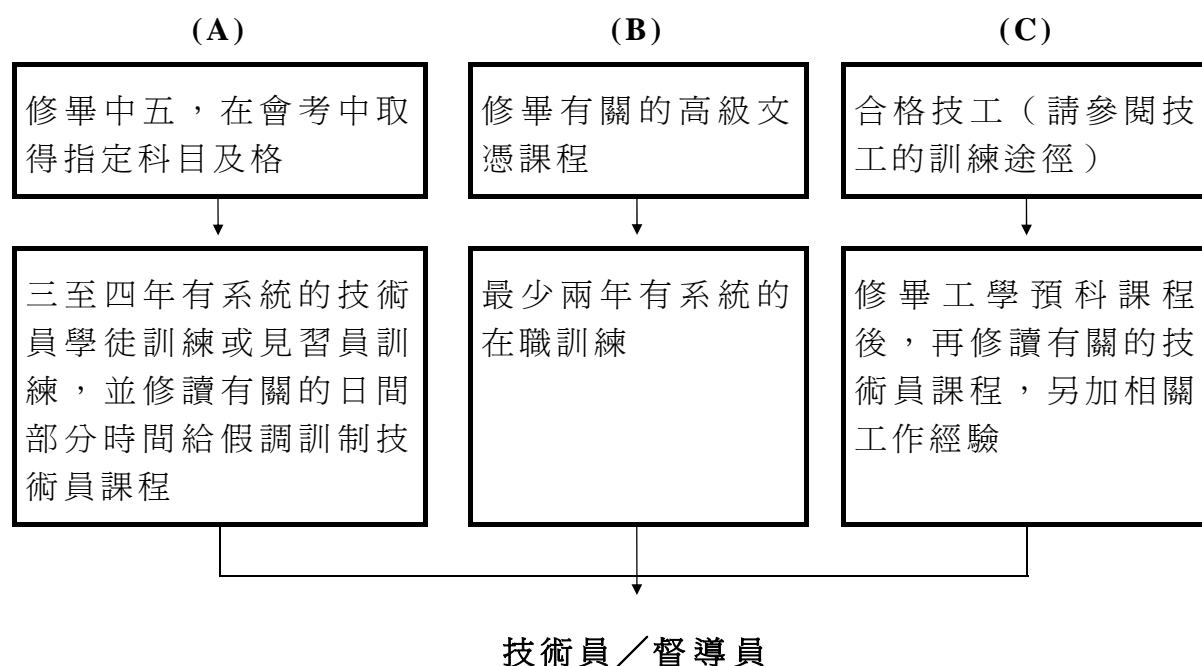 (A)
修畢中五，在會考中取
得指定科目及格
三至四年有系統的技術
員學徒訓練或見習員訓
練，並修讀有關的日間
部分時間給假調訓制技
術員課程
(B)
修畢有關的高級文
憑課程
最少兩年有系統的
在職訓練
(C)
合格技工（請參閱技
工的訓練途徑）
修畢工學預科課程
後，再修讀有關的技
術員課程，另加相關
工作經驗
技術員／督導員